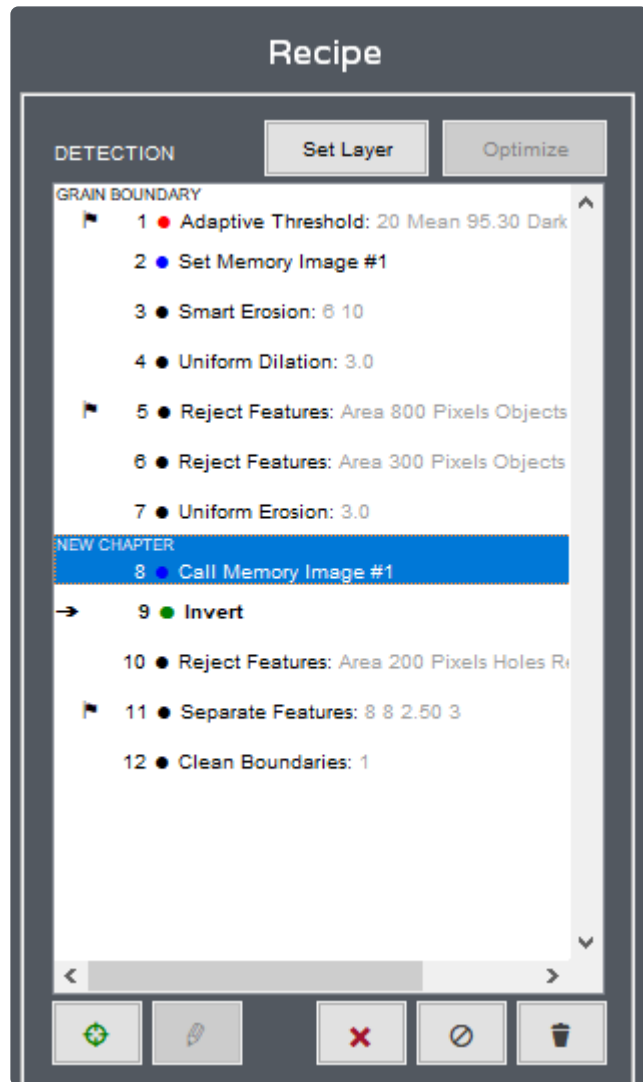 Recipe
DETECTION
Set Layer
Optimize
GRAIN BOUNDARY
1 Adaptive Threshold: 20 Mean 95.30 Dark
2 Set Memory Image #1
3 Smart Erosion: 6 10
4 Uniform Dilation: 3.0
5 Reject Features: Area 800 Pixels Objects
6 Reject Features: Area 300 Pixels Objects
7 Uniform Erosion: 3.0
NEW CHAPTER
8 Call Memory Image #1
9 Invert
10 Reject Features: Area 200 Pixels Holes
11 Separate Features: 8 8 2.50 3
12 Clean Boundaries: 1